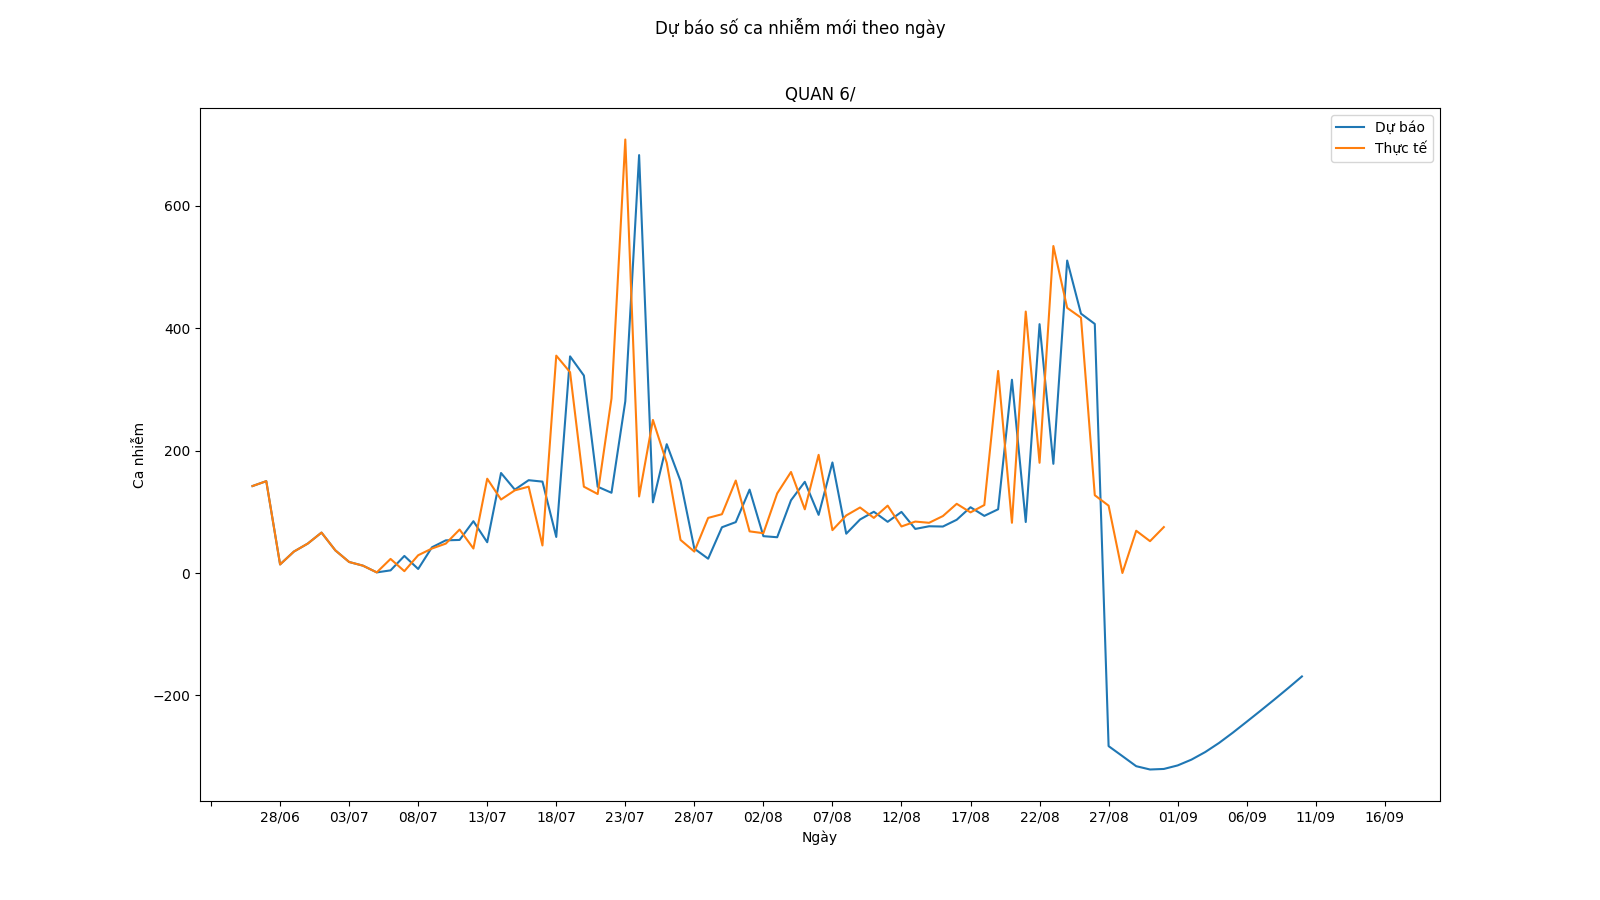 Dự báo số ca nhiễm mới theo ngày
QUAN 6/
Dự báo
Thực tế
600
400
200
0
−200
Ca nhiễm
28/06 03/07 08/07 13/07 18/07 23/07 28/07 02/08 07/08 12/08 17/08 22/08 27/08 01/09 06/09 11/09 16/09
Ngày